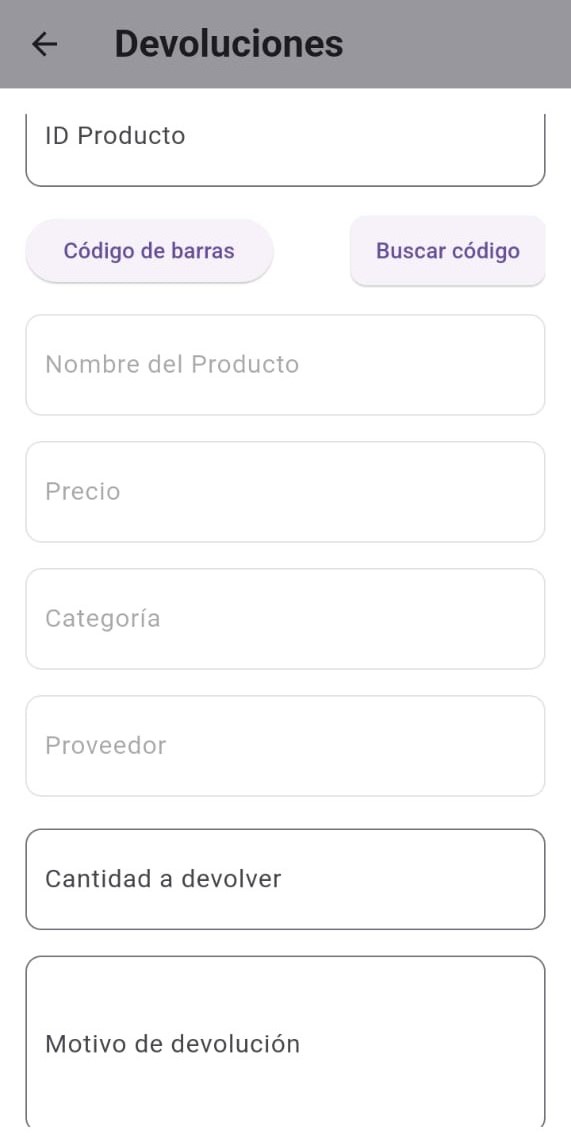 Devoluciones
ID Producto
Código de barras
Buscar código
Nombre del Producto
Precio
Categoría
Proveedor
Cantidad a devolver
Motivo de devolución